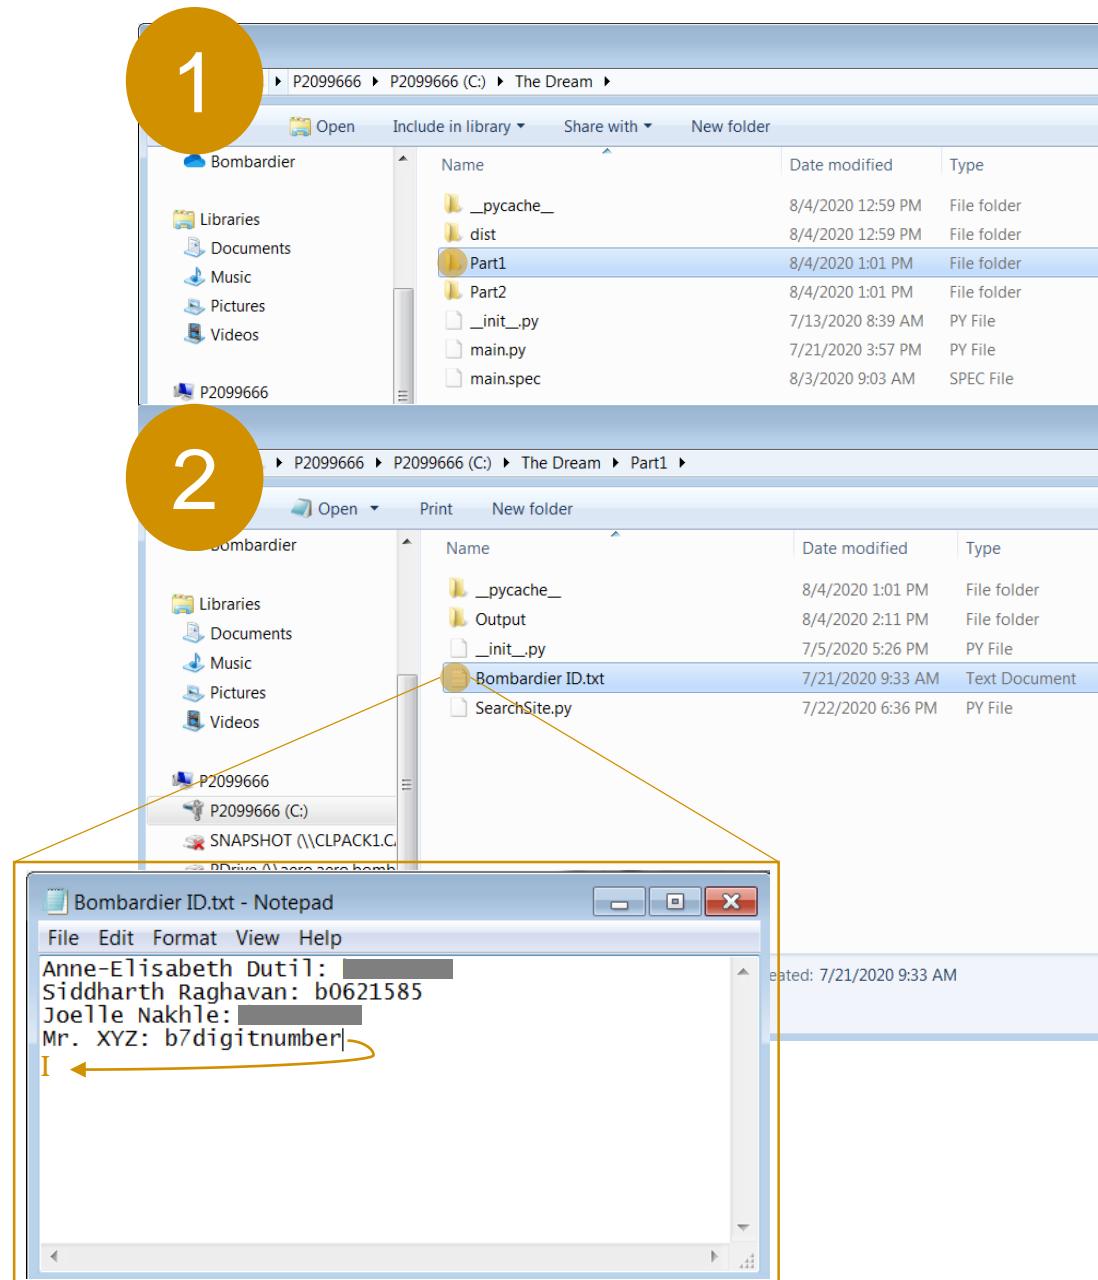 1
P2099666 P2099666 (C:) The Dream
Open Include in library Share with New folder
Bombardier
Libraries
Documents
Music
Pictures
Videos
P2099666
Name Date modified Type
__pycache__ 8/4/2020 12:59 PM File folder
dist 8/4/2020 12:59 PM File folder
Part1 8/4/2020 1:01 PM File folder
Part2 8/4/2020 1:01 PM File folder
__init__.py 7/13/2020 8:39 AM PY File
main.py 7/21/2020 3:57 PM PY File
main.spec 8/3/2020 9:03 AM SPEC File
2
P2099666 P2099666 (C:) The Dream Part1
Open Print New folder
Bombardier
Libraries
Documents
Music
Pictures
Videos
P2099666
P2099666 (C:)
SNAPSHOT (\\CLPACK1.C
PDrive (\\aero.aero.bomb
Name Date modified Type
__pycache__ 8/4/2020 1:01 PM File folder
Output 8/4/2020 2:11 PM File folder
__init__.py 7/5/2020 5:26 PM PY File
Bombardier ID.txt 7/21/2020 9:33 AM Text Document
SearchSite.py 7/22/2020 6:36 PM PY File
eated: 7/21/2020 9:33 AM
Bombardier ID.txt - Notepad
File Edit Format View Help
Anne-Elisabeth Dutil:
Siddharth Raghavan: b0621585
Joelle Nakhle:
Mr. XYZ: b7digitnumber